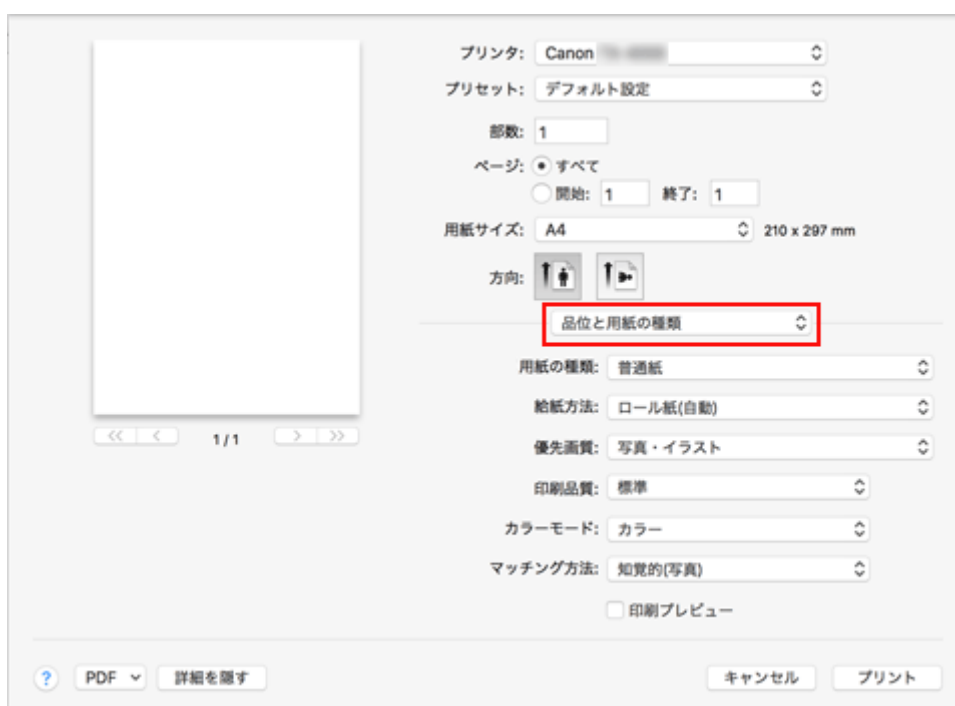 プリンタ: Canon
プリセット: デフォルト設定
部数: 1
ページ: すべて
開始: 1 終了: 1
用紙サイズ: A4 210 x 297 mm
方向:
品位と用紙の種類
用紙の種類: 普通紙
給紙方法: ロール紙(自動)
優先画質: 写真・イラスト
印刷品質: 標準
カラーモード: カラー
マッチング方法: 知覚的(写真)
印刷プレビュー
<< < 1 / 1 > >>
? PDF 詳細を隠す キャンセル プリント